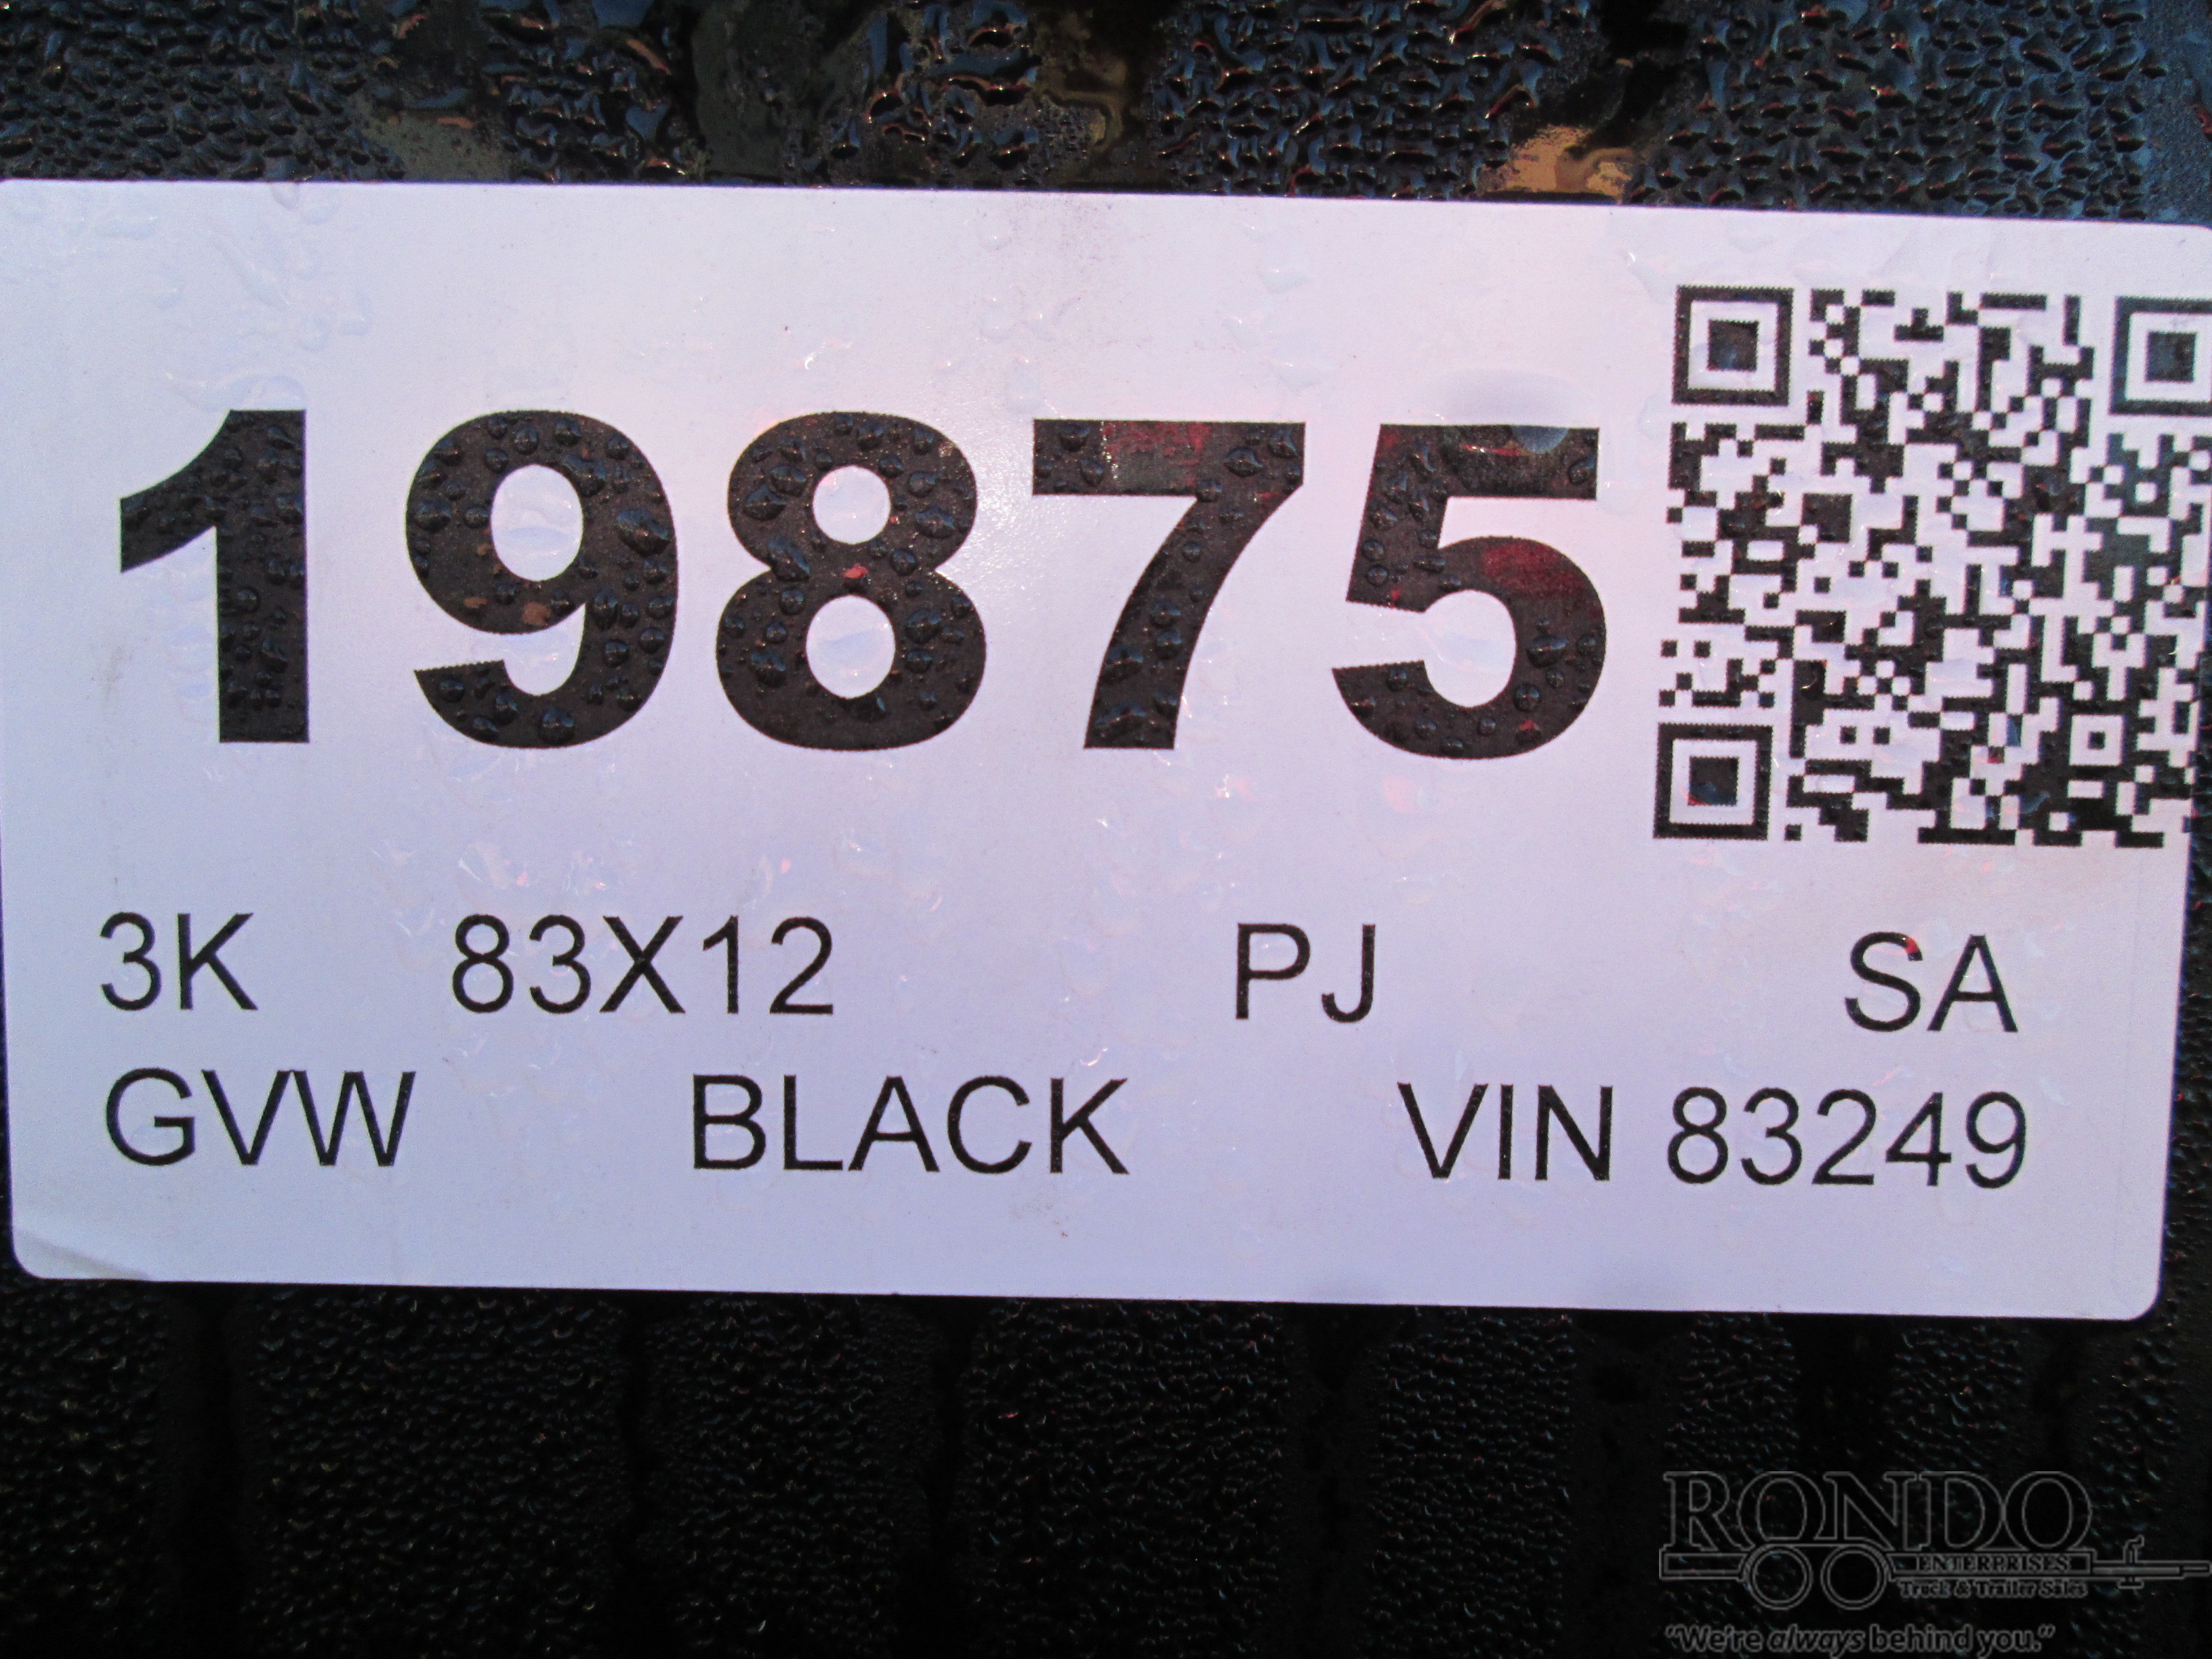 19875
3K 83X12 PJ SA
GVW BLACK VIN 83249
RONDO
ENTERPRISES
Truck & Trailer Sales
"We're always behind you."